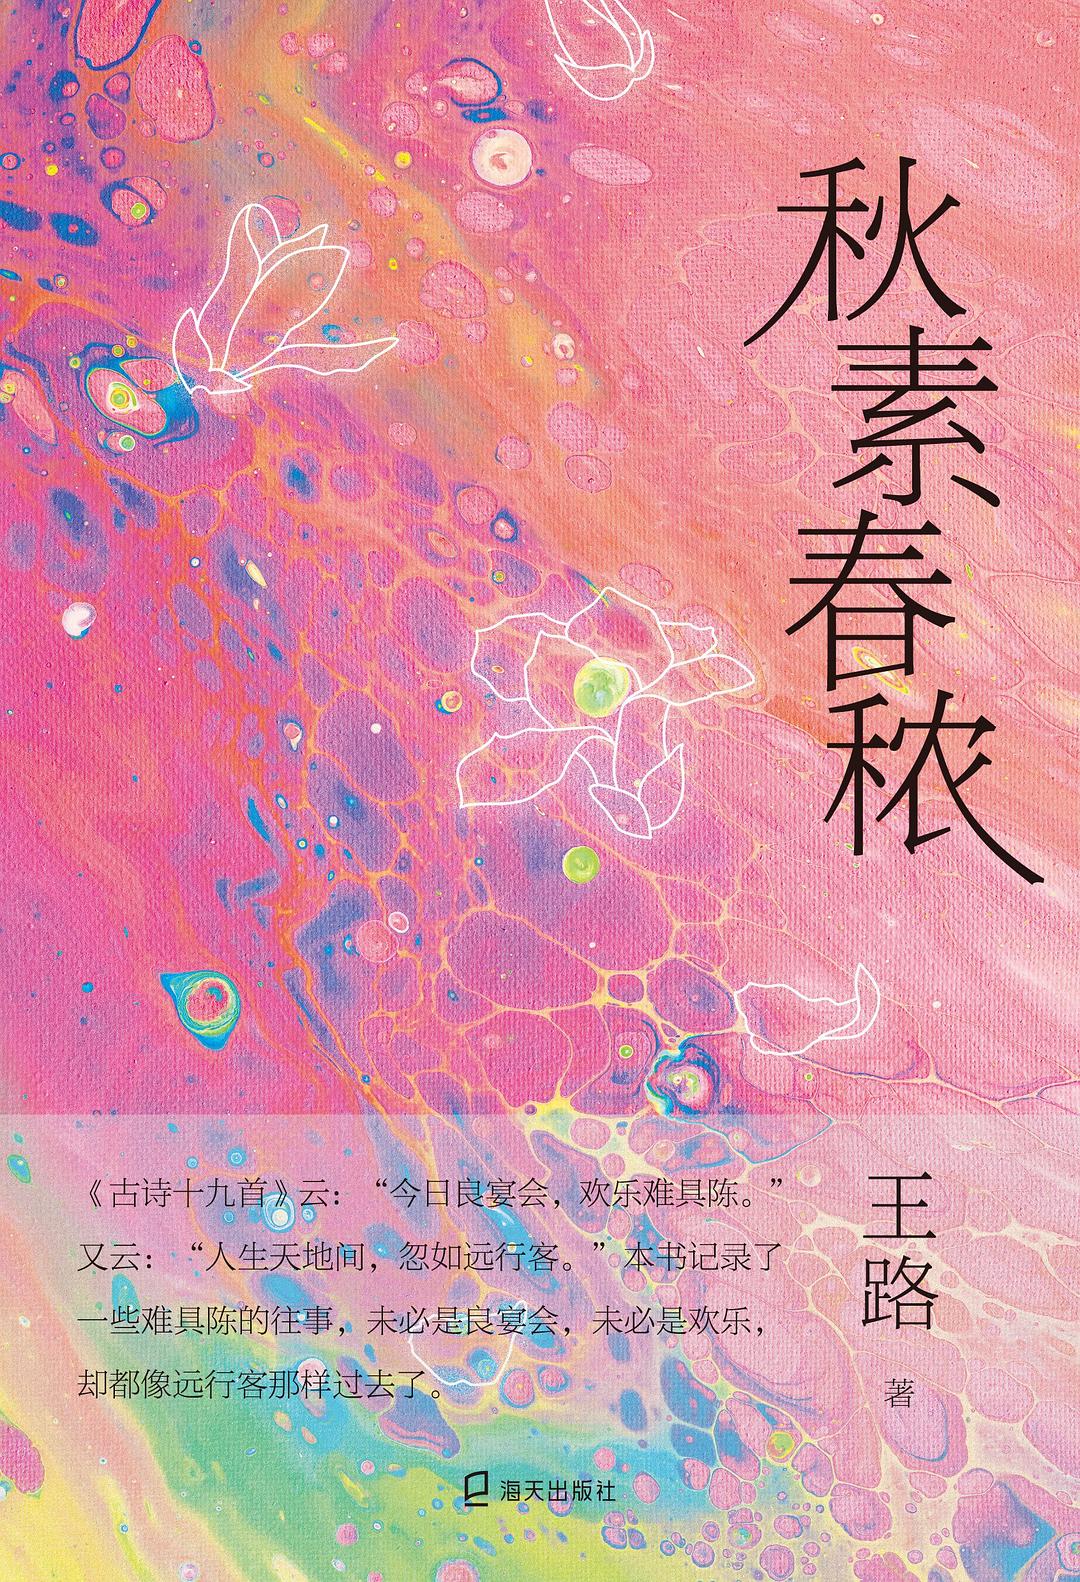 秋素春秾
《古诗十九首》云：“今日良宴会，欢乐难具陈。”
又云：“人生天地间，忽如远行客。”本书记录了
一些难具陈的往事，未必是良宴会，未必是欢乐，
却都像远行客那样过去了。
王路
著
海天出版社